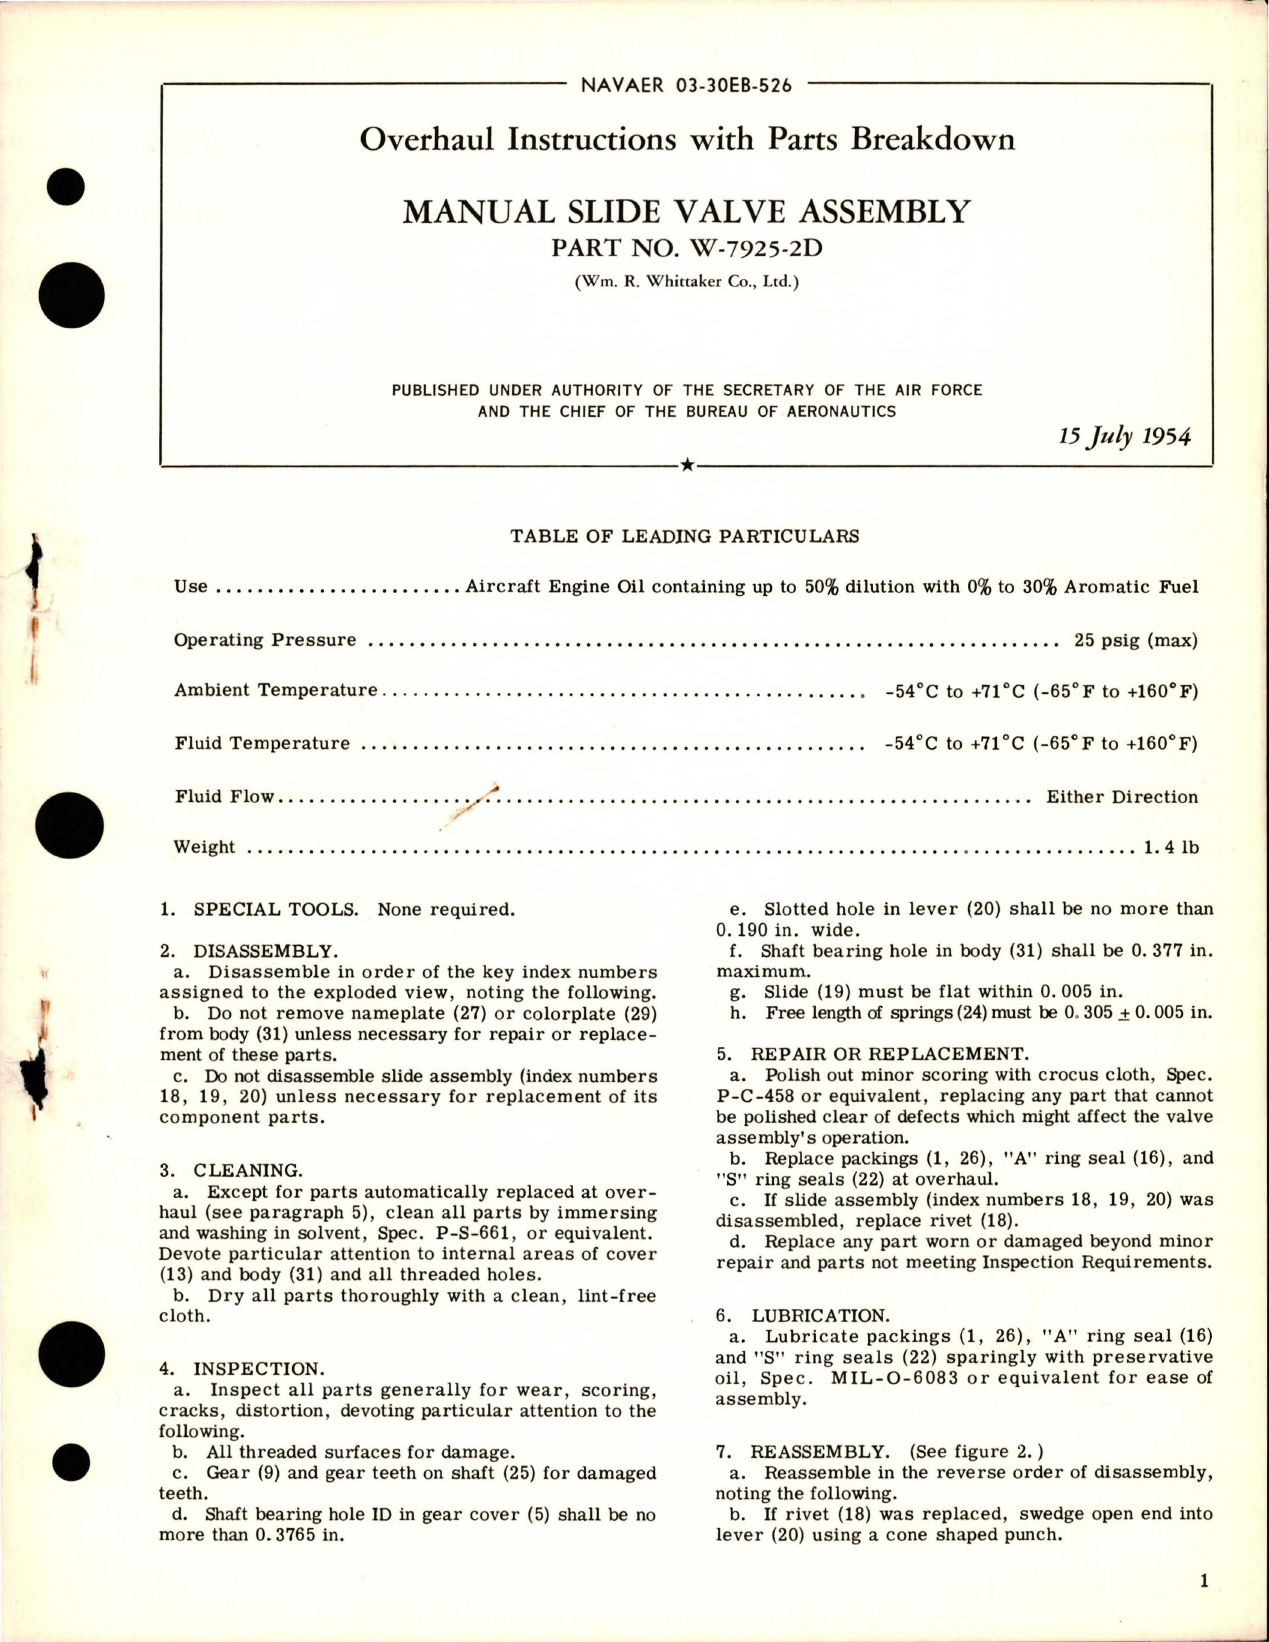 NAVAER 03-30EB-526
Overhaul Instructions with Parts Breakdown
MANUAL SLIDE VALVE ASSEMBLY
PART NO. W-7925-2D
(Wm. R. Whittaker Co., Ltd.)
PUBLISHED UNDER AUTHORITY OF THE SECRETARY OF THE AIR FORCE
AND THE CHIEF OF THE BUREAU OF AERONAUTICS
15 July 1954
TABLE OF LEADING PARTICULARS
Use ........................ Aircraft Engine Oil containing up to 50% dilution with 0% to 30% Aromatic Fuel
Operating Pressure .................................................................... 25 psig (max)
Ambient Temperature ............................................... -54°C to +71°C (-65°F to +160°F)
Fluid Temperature ................................................. -54°C to +71°C (-65°F to +160°F)
Fluid Flow .......................................................................... Either Direction
Weight ....................................................................................... 1.4 lb
1. SPECIAL TOOLS. None required.
2. DISASSEMBLY.
a. Disassemble in order of the key index numbers
assigned to the exploded view, noting the following.
b. Do not remove nameplate (27) or colorplate (29)
from body (31) unless necessary for repair or replace-
ment of these parts.
c. Do not disassemble slide assembly (index numbers
18, 19, 20) unless necessary for replacement of its
component parts.
3. CLEANING.
a. Except for parts automatically replaced at over-
haul (see paragraph 5), clean all parts by immersing
and washing in solvent, Spec. P-S-661, or equivalent.
Devote particular attention to internal areas of cover
(13) and body (31) and all threaded holes.
b. Dry all parts thoroughly with a clean, lint-free
cloth.
4. INSPECTION.
a. Inspect all parts generally for wear, scoring,
cracks, distortion, devoting particular attention to the
following.
b. All threaded surfaces for damage.
c. Gear (9) and gear teeth on shaft (25) for damaged
teeth.
d. Shaft bearing hole ID in gear cover (5) shall be no
more than 0.3765 in.
e. Slotted hole in lever (20) shall be no more than
0.190 in. wide.
f. Shaft bearing hole in body (31) shall be 0.377 in.
maximum.
g. Slide (19) must be flat within 0.005 in.
h. Free length of springs (24) must be 0.305 ± 0.005 in.
5. REPAIR OR REPLACEMENT.
a. Polish out minor scoring with crocus cloth, Spec.
P-C-458 or equivalent, replacing any part that cannot
be polished clear of defects which might affect the valve
assembly's operation.
b. Replace packings (1, 26), "A" ring seal (16), and
"S" ring seals (22) at overhaul.
c. If slide assembly (index numbers 18, 19, 20) was
disassembled, replace rivet (18).
d. Replace any part worn or damaged beyond minor
repair and parts not meeting Inspection Requirements.
6. LUBRICATION.
a. Lubricate packings (1, 26), "A" ring seal (16)
and "S" ring seals (22) sparingly with preservative
oil, Spec. MIL-O-6083 or equivalent for ease of
assembly.
7. REASSEMBLY. (See figure 2.)
a. Reassemble in the reverse order of disassembly,
noting the following.
b. If rivet (18) was replaced, swedge open end into
lever (20) using a cone shaped punch.
1